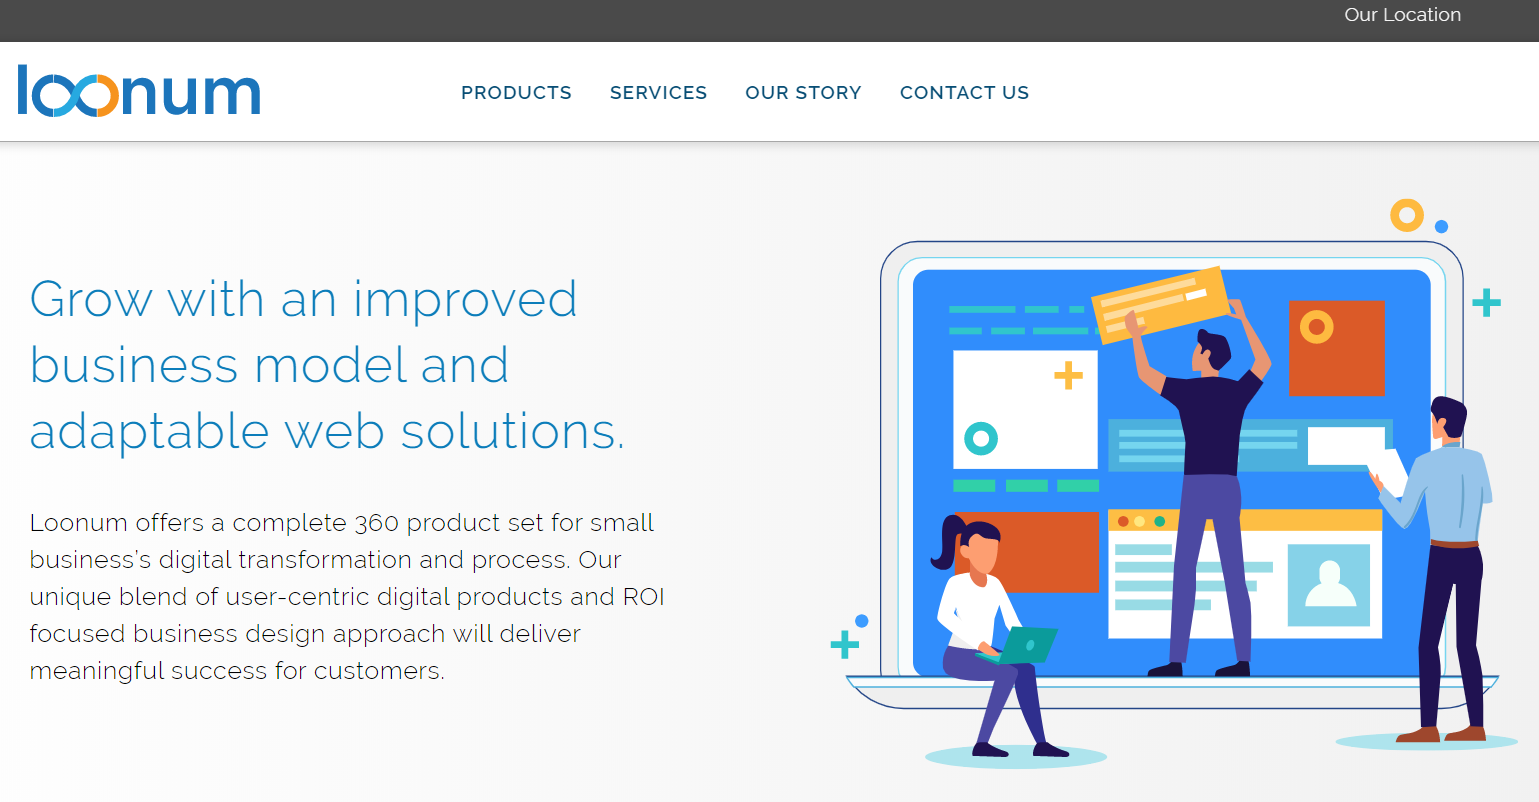 Our Location
loonum
PRODUCTS SERVICES OUR STORY CONTACT US
Grow with an improved
business model and
adaptable web solutions.
Loonum offers a complete 360 product set for small
business's digital transformation and process. Our
unique blend of user-centric digital products and ROI
focused business design approach will deliver
meaningful success for customers.